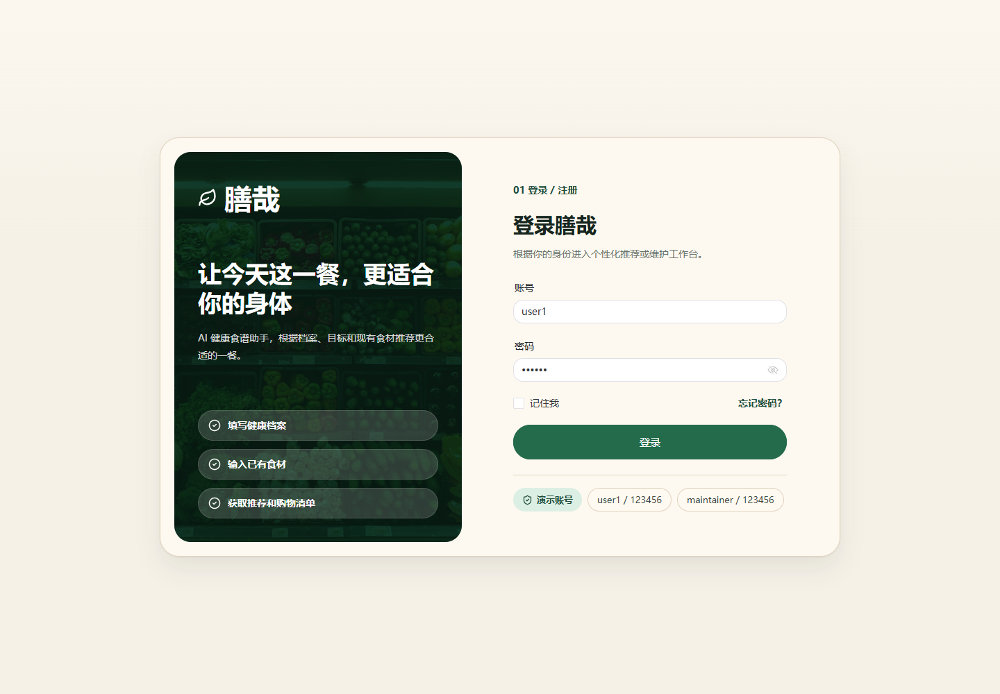 膳哉
让今天这一餐，更适合
你的身体
AI 健康食谱助手，根据档案、目标和现有食材推荐更合
适的一餐。
填写健康档案
输入已有食材
获取推荐和购物清单
01 登录 / 注册
登录膳哉
根据你的身份进入个性化推荐或维护工作台。
账号
user1
密码
••••••
记住我
忘记密码？
登录
演示账号
user1 / 123456
maintainer / 123456